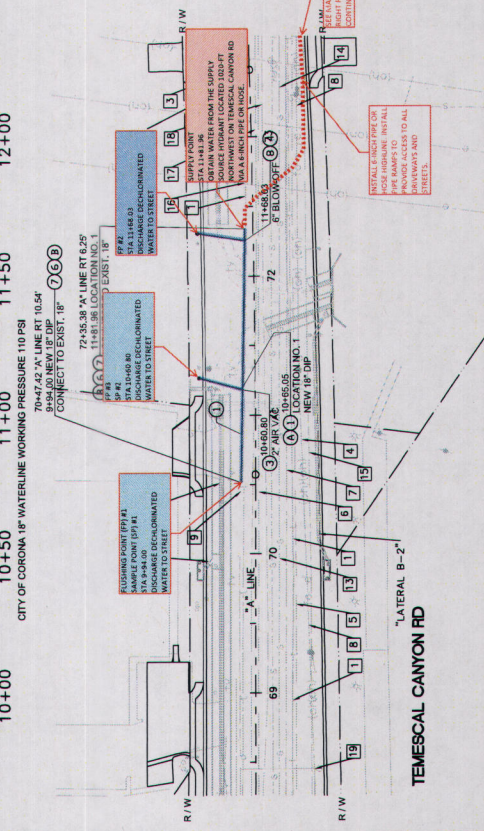 10+00
10+50
11+00
11+50
12+00
CITY OF CORONA 18" WATERLINE WORKING PRESSURE 110 PSI
70+47.42 "A" LINE RT 10.54'
9+94.00 NEW 18" DIP
CONNECT TO EXIST. 18"
7 6 B
72+35.38 "A" LINE RT 6.25'
11+81.96 LOCATION NO. 1
EXIST. 18"
FLUSHING POINT (FP) #1
SAMPLE POINT (SP) #1
STA 9+94.00
DISCHARGE DECHLORINATED
WATER TO STREET
FP #3
SP #2
STA 10+60.80
DISCHARGE DECHLORINATED
WATER TO STREET
FP #2
STA 11+68.03
DISCHARGE DECHLORINATED
WATER TO STREET
SUPPLY POINT
STA 11+81.96
OBTAIN WATER FROM THE SUPPLY
SOURCE HYDRANT LOCATED 1020-FT
NORTHWEST ON TEMESCAL CANYON RD
VIA A 6-INCH PIPE OR HOSE.
R / W
R / W
9
16
17
18
3
1
1
11+68.03
6" BLOW-OFF
B 4
10+60.80
3 2" AIR VAC
A 1
10+65.05
LOCATION NO. 1
NEW 18" DIP
"A" LINE
69
70
72
R / W
R / W
19
1
8
5
13
1
6
7
15
4
8
14
"LATERAL B-2"
INSTALL 6-INCH PIPE OR
HOSE HIGHLINE. INSTALL
PIPE RAMPS TO
PROVIDE ACCESS TO ALL
DRIVEWAYS AND
STREETS.
SEE
RIGHT
TEMESCAL CANYON RD